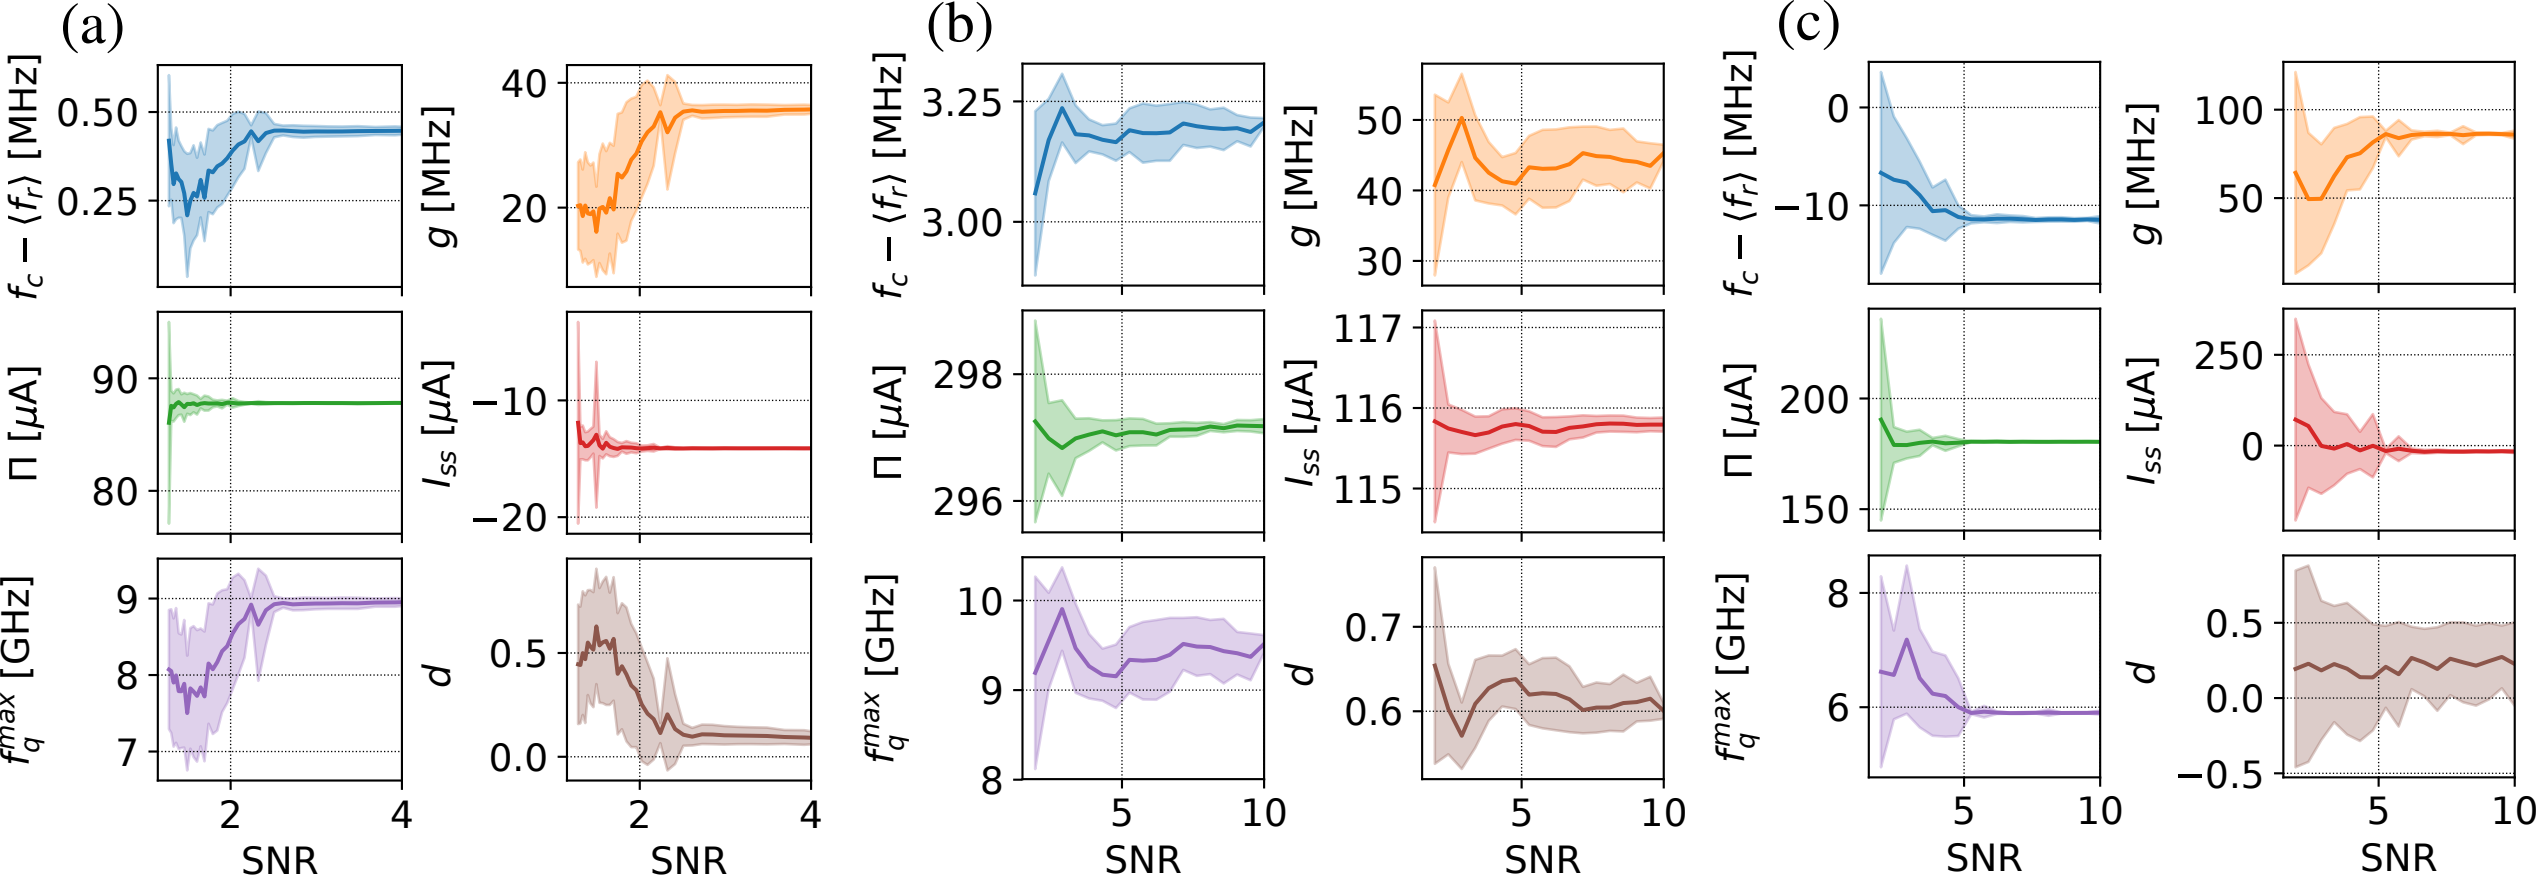 (a)
f_c − ⟨f_r⟩ [MHz]
0.50
0.25
g [MHz]
40
20
Π [μA]
90
80
I_ss [μA]
−10
−20
f_q^max [GHz]
9
8
7
2
4
SNR
d
0.5
0.0
2
4
SNR
(b)
f_c − ⟨f_r⟩ [MHz]
3.25
3.00
g [MHz]
50
40
30
Π [μA]
298
296
I_ss [μA]
117
116
115
f_q^max [GHz]
10
9
8
5
10
SNR
d
0.7
0.6
5
10
SNR
(c)
f_c − ⟨f_r⟩ [MHz]
0
−10
g [MHz]
100
50
Π [μA]
200
150
I_ss [μA]
250
0
f_q^max [GHz]
8
6
5
10
SNR
d
0.5
0.0
−0.5
5
10
SNR